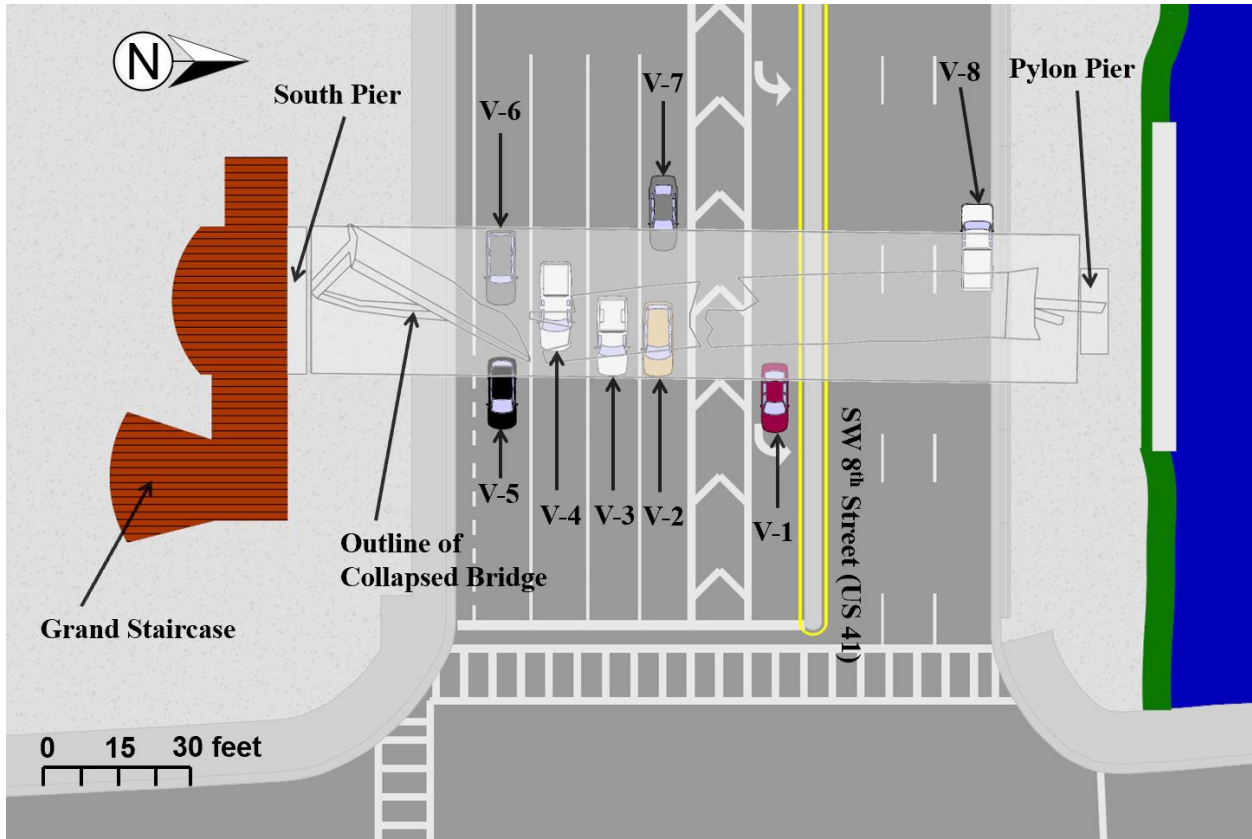 N
South Pier
V-6
V-7
V-8
Pylon Pier
V-5
V-4
V-3
V-2
V-1
Outline of
Collapsed Bridge
Grand Staircase
SW 8th Street (US 41)
0 15 30 feet